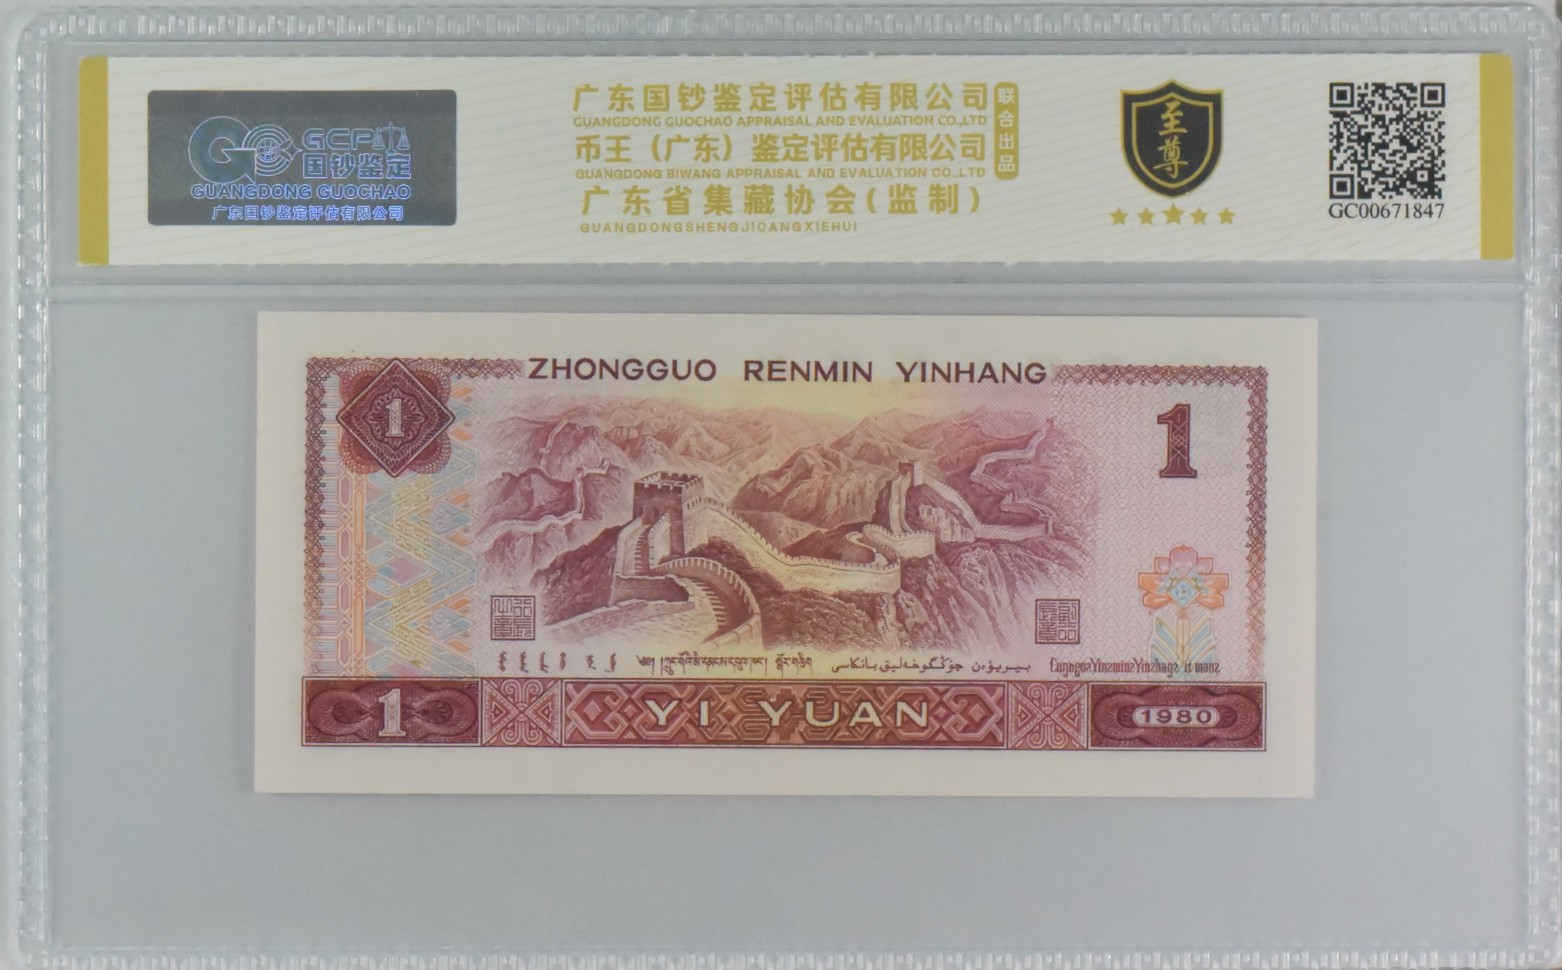 GCP
国钞鉴定
GUANGDONG GUOCHAO
广东国钞鉴定评估有限公司
广东国钞鉴定评估有限公司
GUANGDONG GUOCHAO APPRAISAL AND EVALUATION CO.,LTD
币王（广东）鉴定评估有限公司
GUANGDONG BIWANG APPRAISAL AND EVALUATION CO.,LTD
联合出品
广东省集藏协会(监制)
GUANGDONGSHENGJICANGXIEHUI
至尊
GC00671847
ZHONGGUO RENMIN YINHANG
1
1
1
YI YUAN
1980